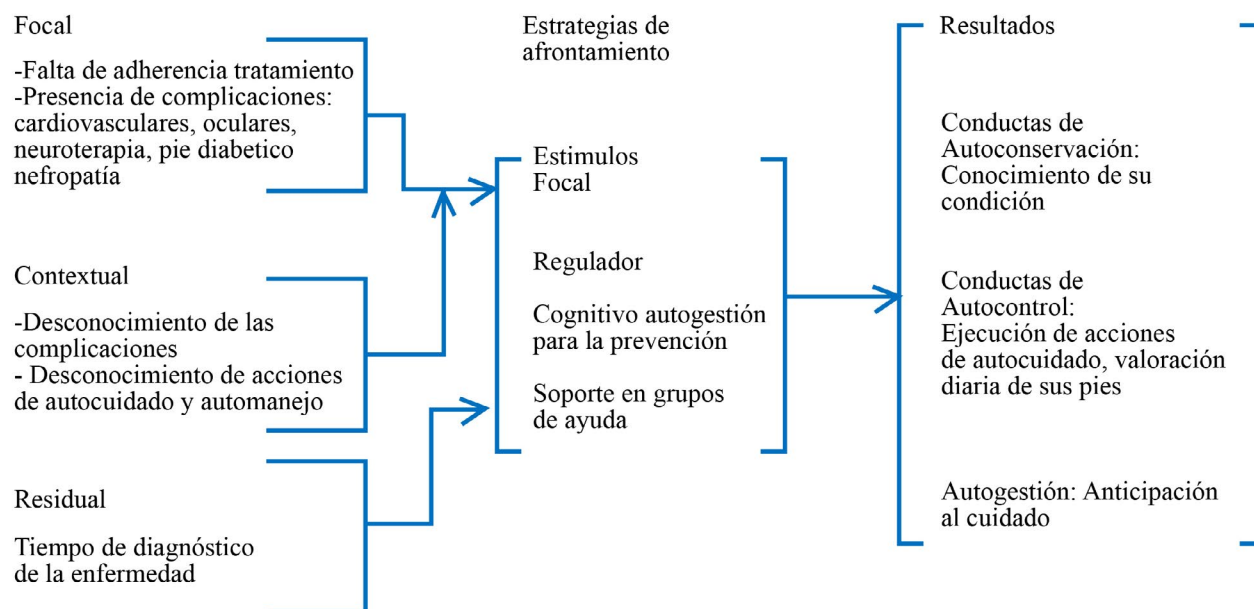 Focal
-Falta de adherencia tratamiento
-Presencia de complicaciones:
cardiovasculares, oculares,
neuroterapia, pie diabetico
nefropatía
Contextual
-Desconocimiento de las
complicaciones
- Desconocimiento de acciones
de autocuidado y automanejo
Residual
Tiempo de diagnóstico
de la enfermedad
Estrategias de
afrontamiento
Estimulos
Focal
Regulador
Cognitivo autogestión
para la prevención
Soporte en grupos
de ayuda
Resultados
Conductas de
Autoconservación:
Conocimiento de su
condición
Conductas de
Autocontrol:
Ejecución de acciones
de autocuidado, valoración
diaria de sus pies
Autogestión: Anticipación
al cuidado